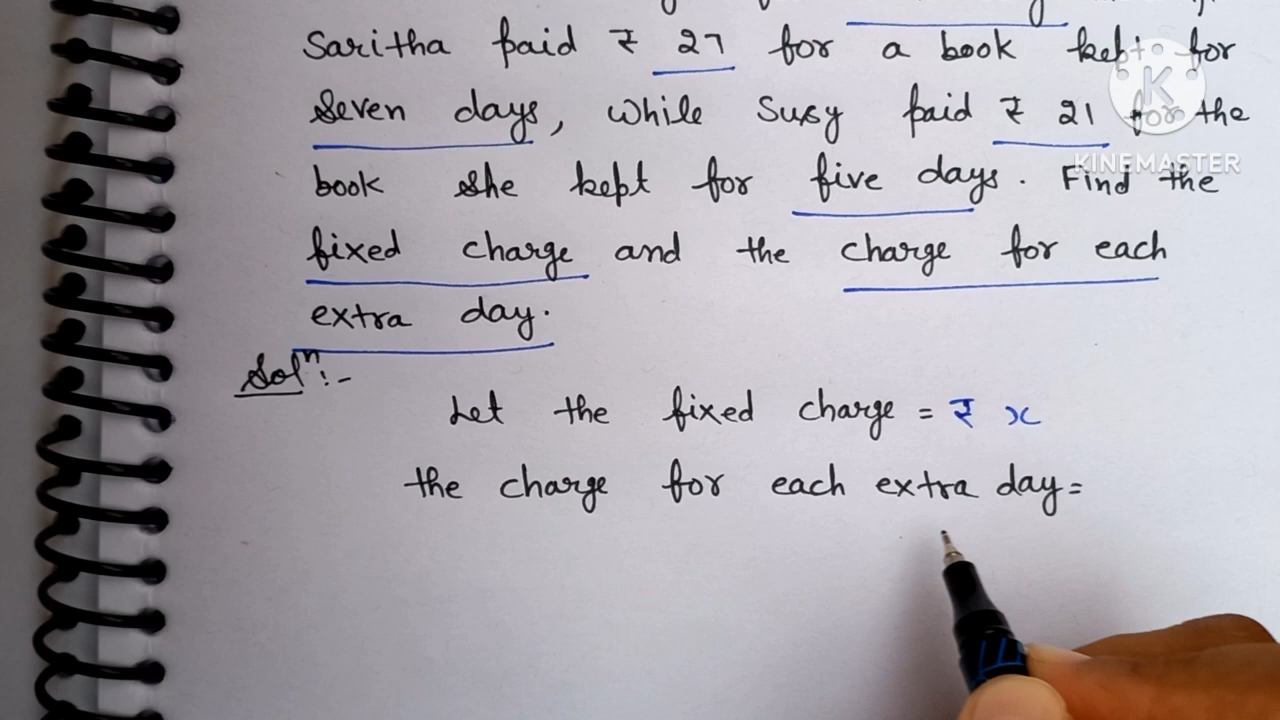 Saritha paid ₹ 27 for a book kept for
seven days, while Susy paid ₹ 21 for the
book she kept for five days. Find the
fixed charge and the charge for each
extra day.
Solⁿ:-
Let the fixed charge = ₹ x
the charge for each extra day=
K
KINEMASTER